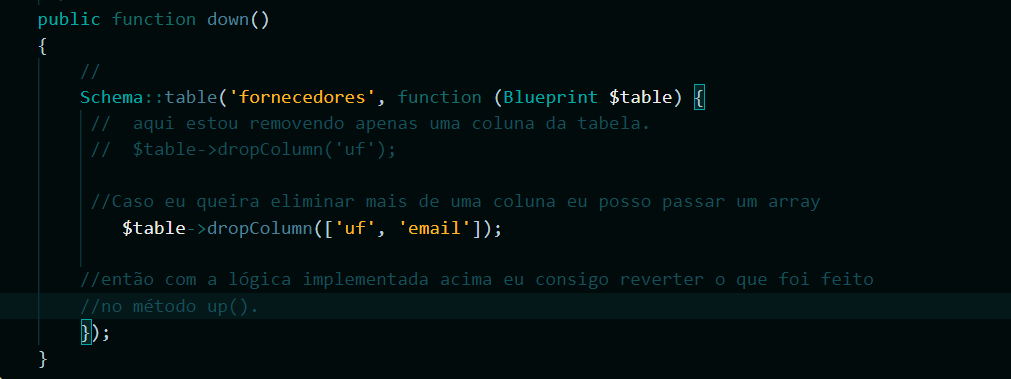 public function down()
{
//
Schema::table('fornecedores', function (Blueprint $table) {
//  aqui estou removendo apenas uma coluna da tabela.
//  $table->dropColumn('uf');
//Caso eu queira eliminar mais de uma coluna eu posso passar um array
$table->dropColumn(['uf', 'email']);
//então com a lógica implementada acima eu consigo reverter o que foi feito
//no método up().
});
}